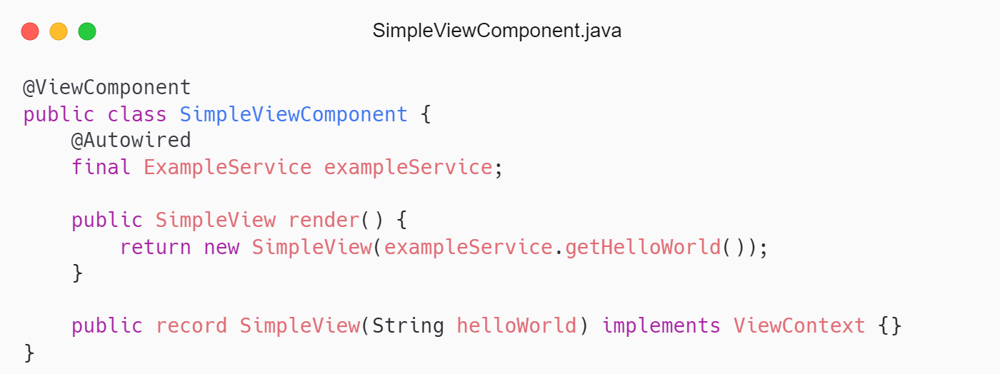 SimpleViewComponent.java
@ViewComponent
public class SimpleViewComponent {
    @Autowired
    final ExampleService exampleService;

    public SimpleView render() {
        return new SimpleView(exampleService.getHelloWorld());
    }

    public record SimpleView(String helloWorld) implements ViewContext {}
}